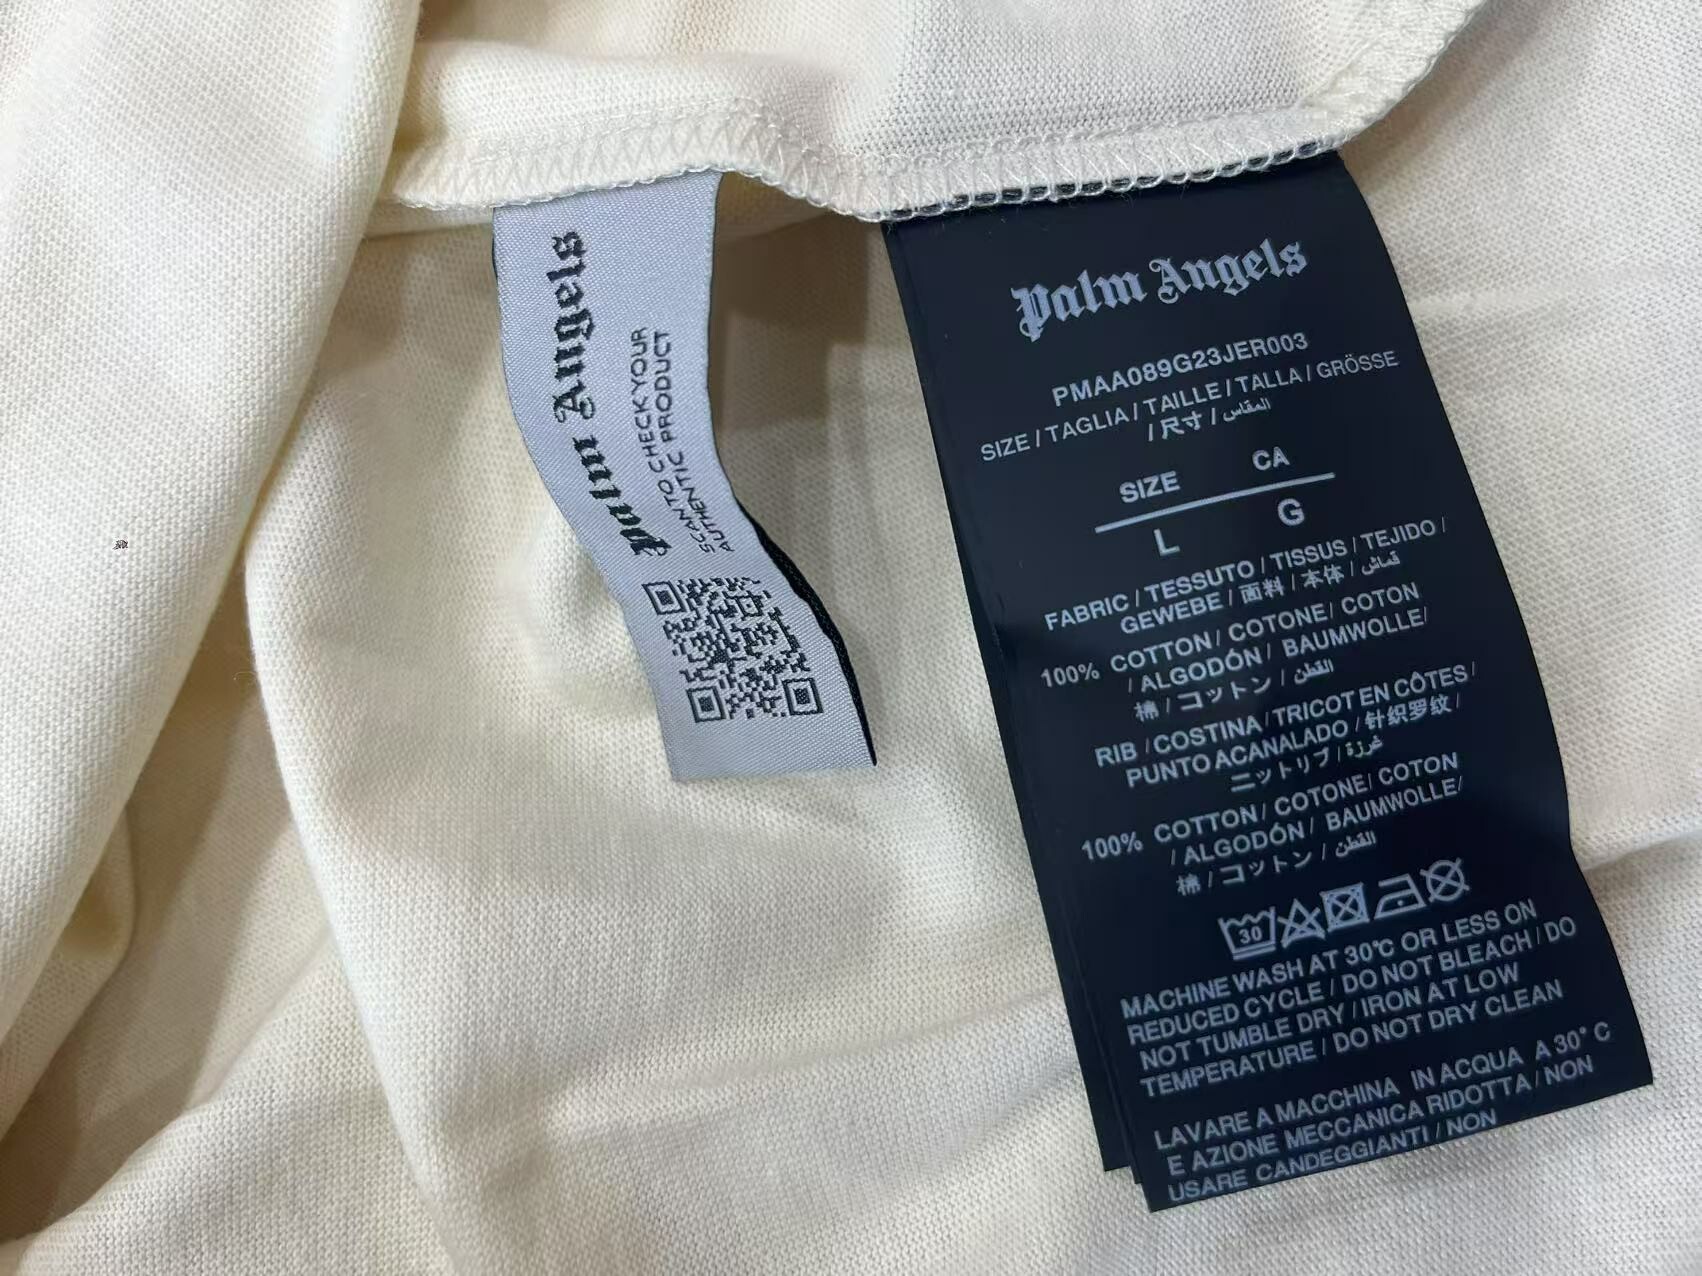 Palm Angels
SCAN TO CHECK YOUR
AUTHENTIC PRODUCT
Palm Angels
PMAA089G23JER003
SIZE / TAGLIA / TAILLE / TALLA / GRÖSSE
/ 尺寸 / المقاس
SIZE CA
L G
FABRIC / TESSUTO / TISSUS / TEJIDO /
GEWEBE / 面料 / 本体 / قماش
100% COTTON / COTONE / COTON
/ ALGODÓN / BAUMWOLLE/
棉 / コットン / القطن
RIB / COSTINA / TRICOT EN CÔTES /
PUNTO ACANALADO / 针织罗纹 /
ニットリブ / غرزة
100% COTTON / COTONE / COTON
/ ALGODÓN / BAUMWOLLE/
棉 / コットン / القطن
30
MACHINE WASH AT 30°C OR LESS ON
REDUCED CYCLE / DO NOT BLEACH / DO
NOT TUMBLE DRY / IRON AT LOW
TEMPERATURE / DO NOT DRY CLEAN
LAVARE A MACCHINA IN ACQUA A 30° C
E AZIONE MECCANICA RIDOTTA / NON
USARE CANDEGGIANTI / NON